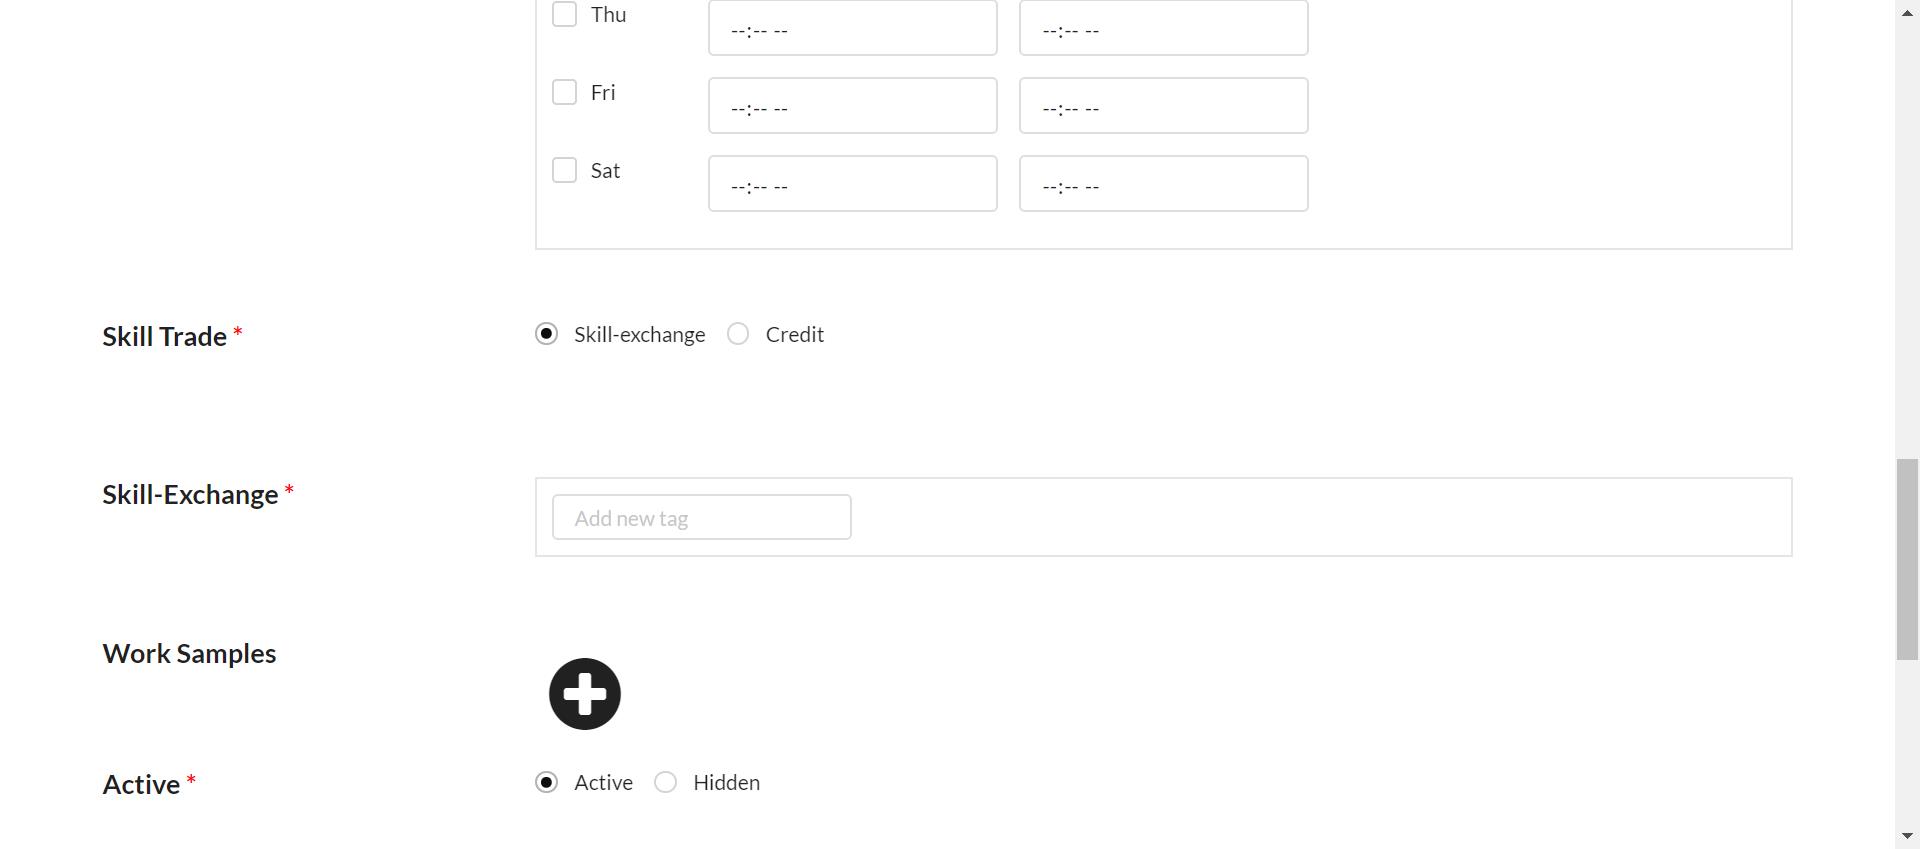 Thu --:-- -- --:-- --
Fri --:-- -- --:-- --
Sat --:-- -- --:-- --
Skill Trade * Skill-exchange Credit
Skill-Exchange * Add new tag
Work Samples
Active * Active Hidden